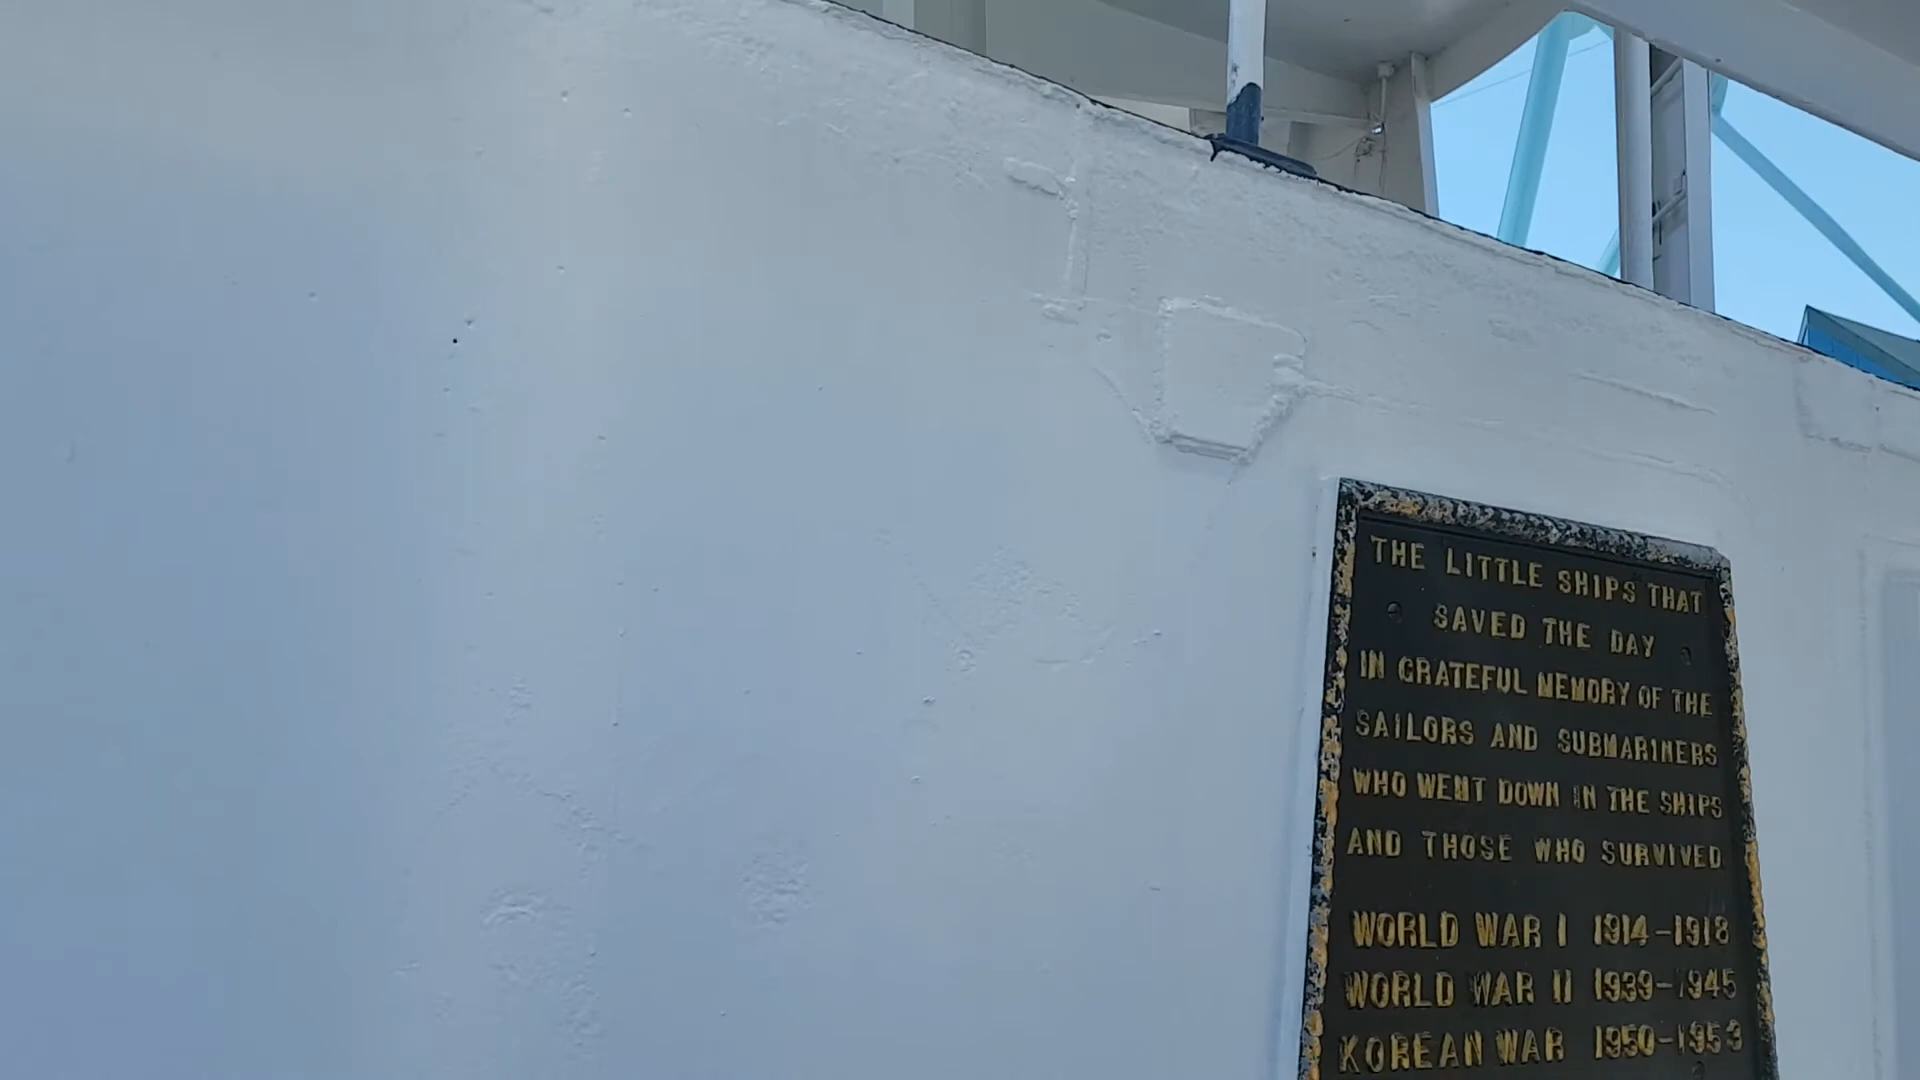 THE LITTLE SHIPS THAT
SAVED THE DAY
IN GRATEFUL MEMORY OF THE
SAILORS AND SUBMARINERS
WHO WENT DOWN IN THE SHIPS
AND THOSE WHO SURVIVED
WORLD WAR I 1914-1918
WORLD WAR II 1939-1945
KOREAN WAR 1950-1953